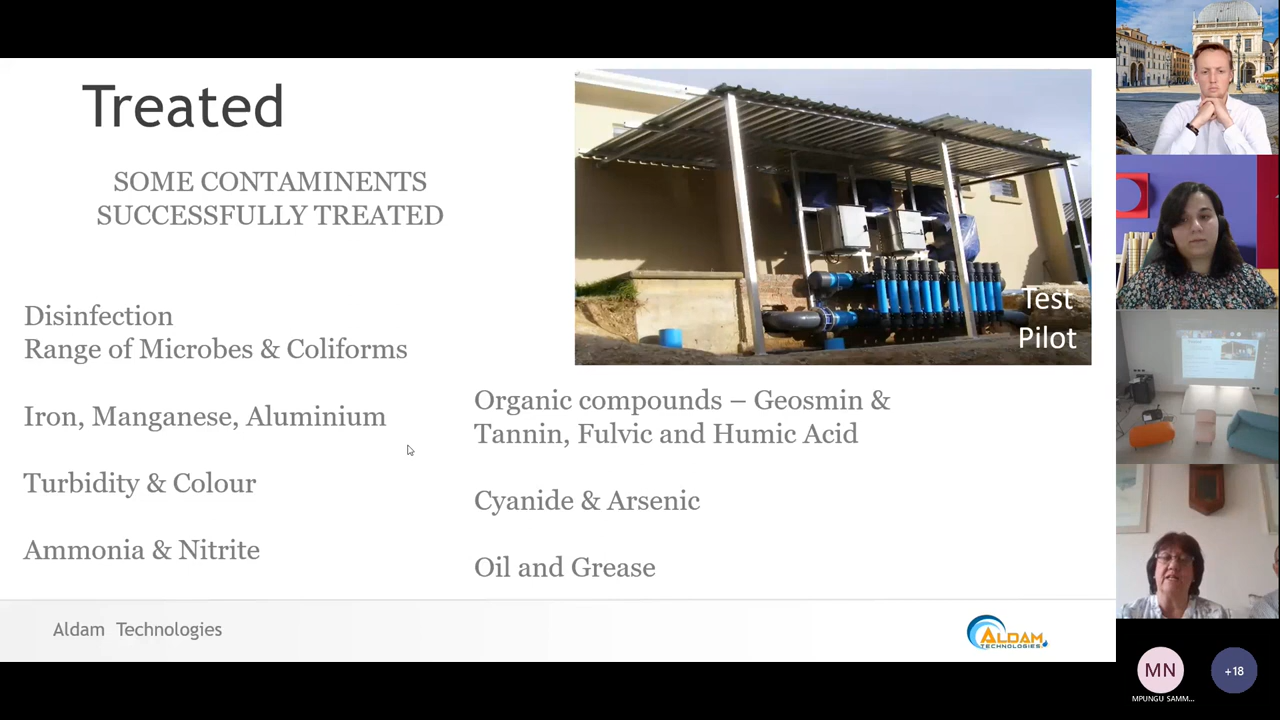 Treated
SOME CONTAMINENTS
SUCCESSFULLY TREATED
Disinfection
Range of Microbes & Coliforms
Iron, Manganese, Aluminium
Turbidity & Colour
Ammonia & Nitrite
Test
Pilot
Organic compounds – Geosmin &
Tannin, Fulvic and Humic Acid
Cyanide & Arsenic
Oil and Grease
Aldam Technologies
ALDAM
TECHNOLOGIES
MN
+18
MPUNGU SAMM...